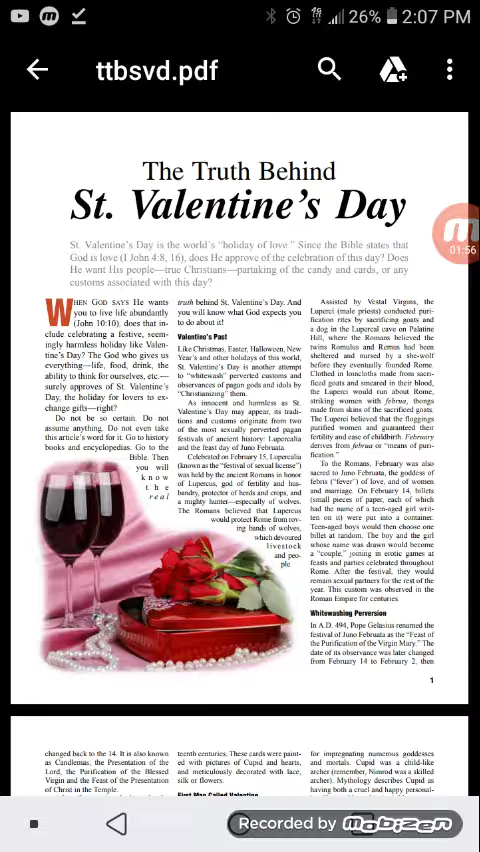 4G
26%
2:07 PM
ttbsvd.pdf
The Truth Behind
St. Valentine's Day
01:56
St. Valentine's Day is the world's "holiday of love." Since the Bible states that
God is love (I John 4:8, 16), does He approve of the celebration of this day? Does
He want His people—true Christians—partaking of the candy and cards, or any
customs associated with this day?
WHEN GOD SAYS He wants
you to live life abundantly
(John 10:10), does that in-
clude celebrating a festive, seem-
ingly harmless holiday like Valen-
tine's Day? The God who gives us
everything—life, food, drink, the
ability to think for ourselves, etc.—
surely approves of St. Valentine's
Day, the holiday for lovers to ex-
change gifts—right?
Do not be so certain. Do not
assume anything. Do not even take
this article's word for it. Go to history
books and encyclopedias. Go to the
Bible. Then
you will
know
the
real
truth behind St. Valentine's Day. And
you will know what God expects you
to do about it!
Valentine's Past
Like Christmas, Easter, Halloween, New
Year's and other holidays of this world,
St. Valentine's Day is another attempt
to "whitewash" perverted customs and
observances of pagan gods and idols by
"Christianizing" them.
As innocent and harmless as St.
Valentine's Day may appear, its tradi-
tions and customs originate from two
of the most sexually perverted pagan
festivals of ancient history: Lupercalia
and the feast day of Juno Februata.
Celebrated on February 15, Lupercalia
(known as the "festival of sexual license")
was held by the ancient Romans in honor
of Lupercus, god of fertility and hus-
bandry, protector of herds and crops, and
a mighty hunter—especially of wolves.
The Romans believed that Lupercus
would protect Rome from rov-
ing bands of wolves,
which devoured
livestock
and peo-
ple.
Assisted by Vestal Virgins, the
Luperci (male priests) conducted puri-
fication rites by sacrificing goats and
a dog in the Lupercal cave on Palatine
Hill, where the Romans believed the
twins Romulus and Remus had been
sheltered and nursed by a she-wolf
before they eventually founded Rome.
Clothed in loincloths made from sacri-
ficed goats and smeared in their blood,
the Luperci would run about Rome,
striking women with februa, thongs
made from skins of the sacrificed goats.
The Luperci believed that the floggings
purified women and guaranteed their
fertility and ease of childbirth. February
derives from februa or "means of puri-
fication."
To the Romans, February was also
sacred to Juno Februata, the goddess of
febris ("fever") of love, and of women
and marriage. On February 14, billets
(small pieces of paper, each of which
had the name of a teen-aged girl writ-
ten on it) were put into a container.
Teen-aged boys would then choose one
billet at random. The boy and the girl
whose name was drawn would become
a "couple," joining in erotic games at
feasts and parties celebrated throughout
Rome. After the festival, they would
remain sexual partners for the rest of the
year. This custom was observed in the
Roman Empire for centuries.
Whitewashing Perversion
In A.D. 494, Pope Gelasius renamed the
festival of Juno Februata as the "Feast of
the Purification of the Virgin Mary." The
date of its observance was later changed
from February 14 to February 2, then
1
changed back to the 14. It is also known
as Candlemas, the Presentation of the
Lord, the Purification of the Blessed
Virgin and the Feast of the Presentation
of Christ in the Temple.
teenth centuries. These cards were paint-
ed with pictures of Cupid and hearts,
and meticulously decorated with lace,
silk or flowers.
First Man Called Valentine
for impregnating numerous goddesses
and mortals. Cupid was a child-like
archer (remember, Nimrod was a skilled
archer). Mythology describes Cupid as
having both a cruel and happy personal-
Recorded by mobizen